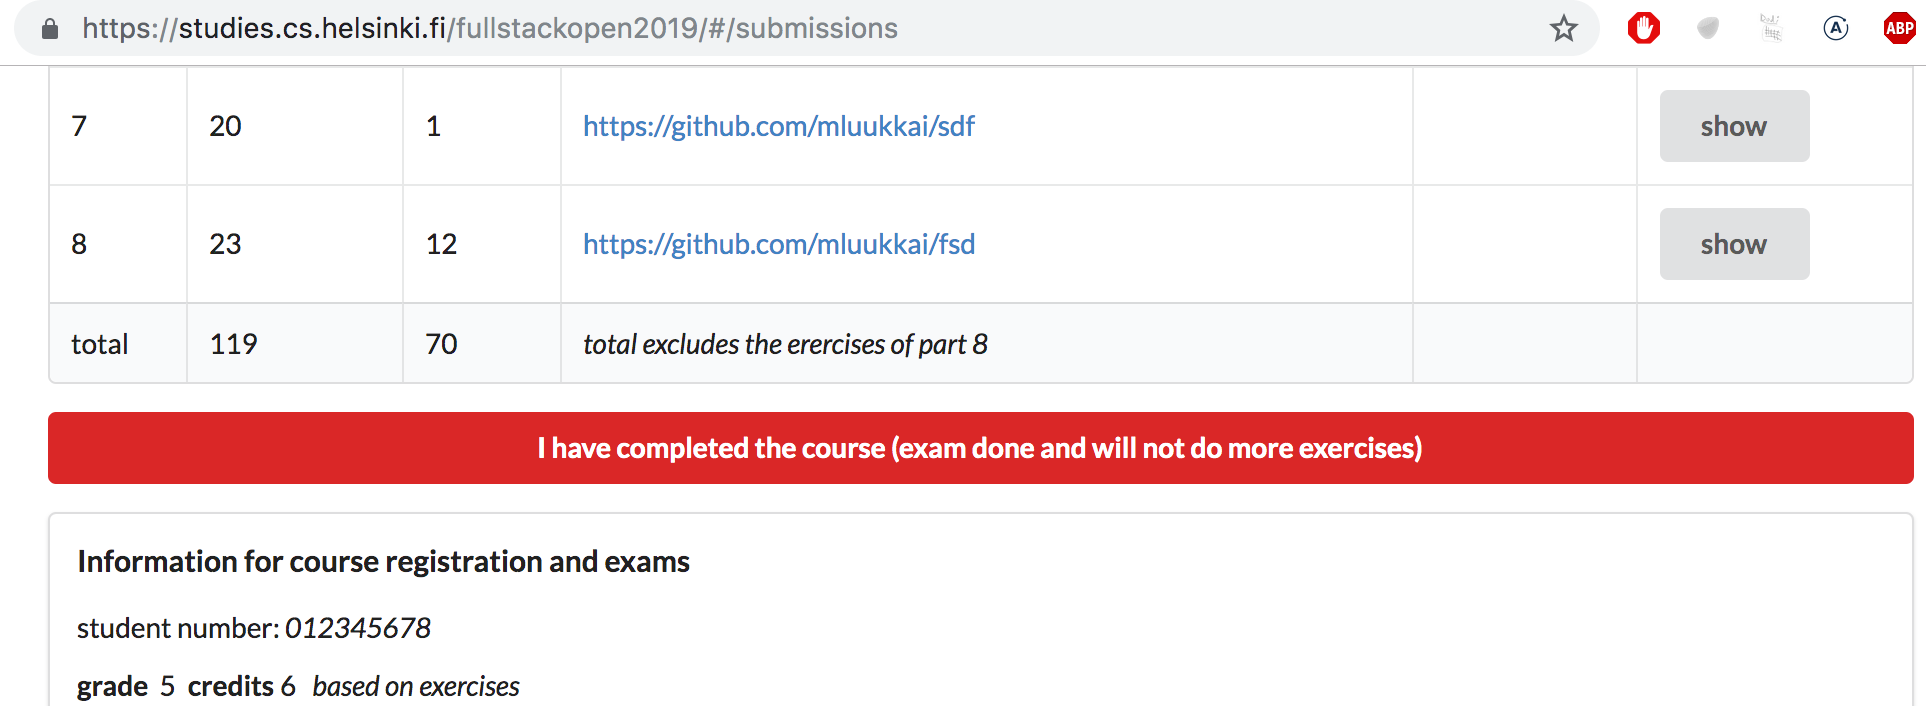 https://studies.cs.helsinki.fi/fullstackopen2019/#/submissions A ABP
7 20 1 https://github.com/mluukkai/sdf show
8 23 12 https://github.com/mluukkai/fsd show
total 119 70 total excludes the erercises of part 8
I have completed the course (exam done and will not do more exercises)
Information for course registration and exams
student number: 012345678
grade 5 credits 6 based on exercises